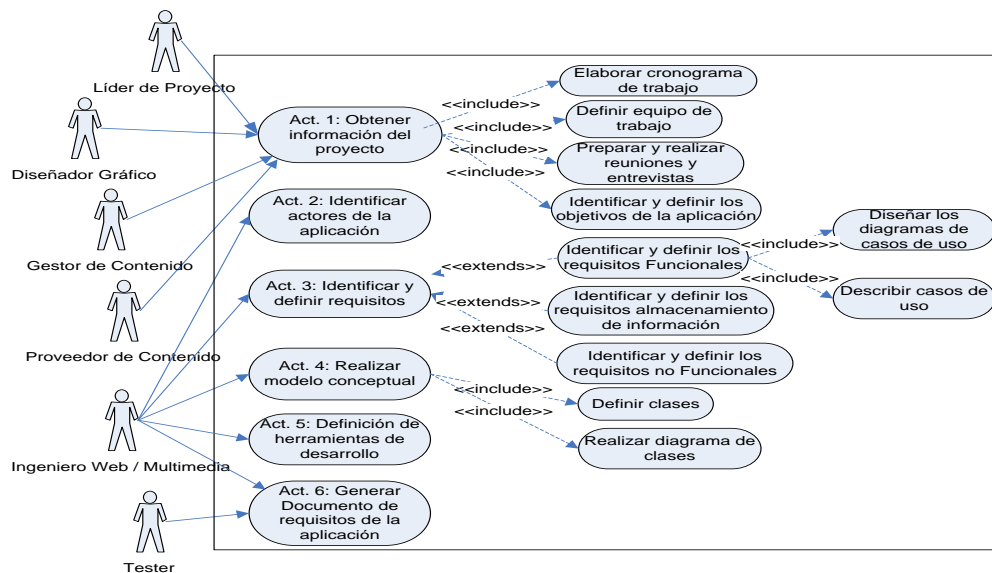 Líder de Proyecto
Diseñador Gráfico
Gestor de Contenido
Proveedor de Contenido
Ingeniero Web / Multimedia
Tester
Act. 1: Obtener
información del
proyecto
Act. 2: Identificar
actores de la
aplicación
Act. 3: Identificar y
definir requisitos
Act. 4: Realizar
modelo conceptual
Act. 5: Definición de
herramientas de
desarrollo
Act. 6: Generar
Documento de
requisitos de la
aplicación
<<include>>
<<include>>
<<include>>
<<include>>
Elaborar cronograma
de trabajo
Definir equipo de
trabajo
Preparar y realizar
reuniones y
entrevistas
Identificar y definir los
objetivos de la aplicación
<<extends>>
<<extends>>
<<extends>>
Identificar y definir los
requisitos Funcionales
Identificar y definir los
requisitos almacenamiento
de información
Identificar y definir los
requisitos no Funcionales
<<include>>
<<include>>
Diseñar los
diagramas de
casos de uso
Describir casos de
uso
<<include>>
<<include>>
Definir clases
Realizar diagrama de
clases